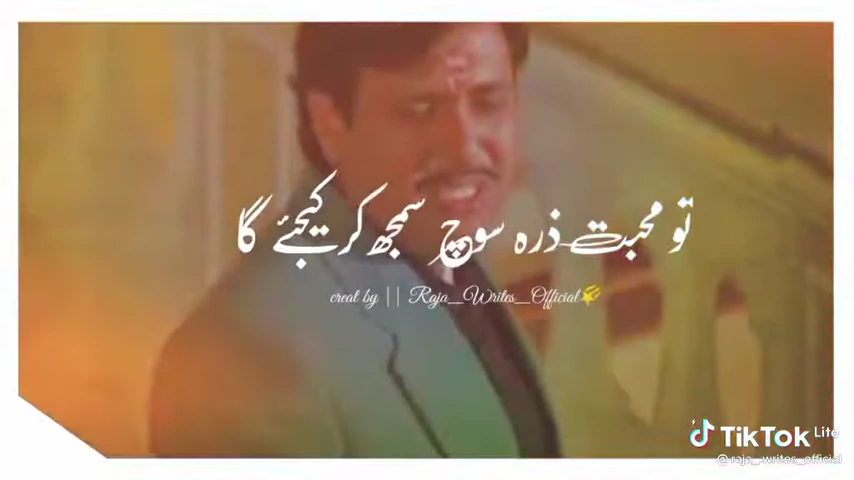 تو محبت ذرہ سوچ سمجھ کر کیجئے گا
creat by || Raja_Writes_Official
TikTok Lite
@raja_writes_official